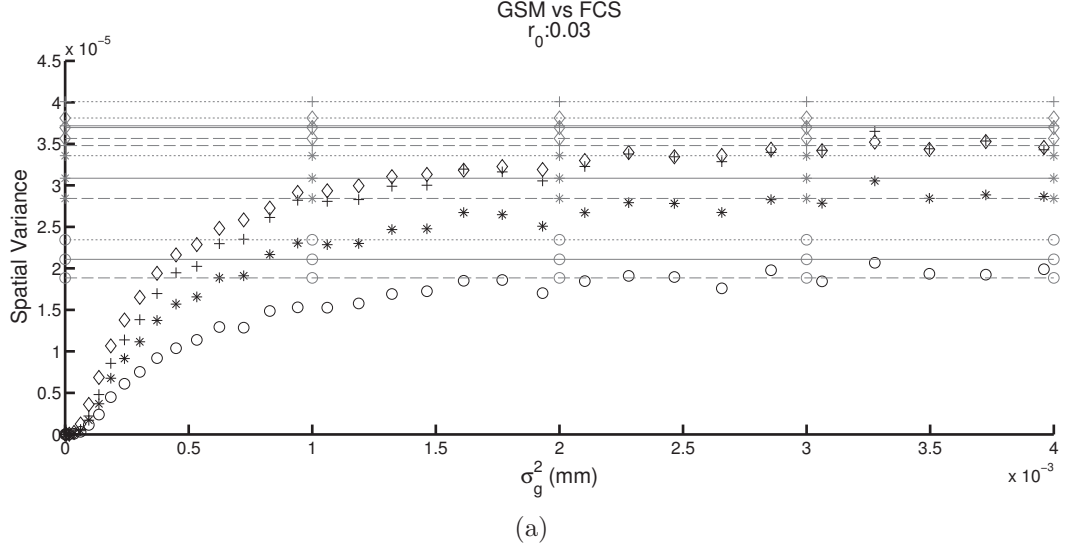 GSM vs FCS
r₀:0.03
x 10⁻⁵
4.5
4
3.5
3
2.5
2
1.5
1
0.5
0
Spatial Variance
0 0.5 1 1.5 2 2.5 3 3.5 4
x 10⁻³
σ_g² (mm)
(a)